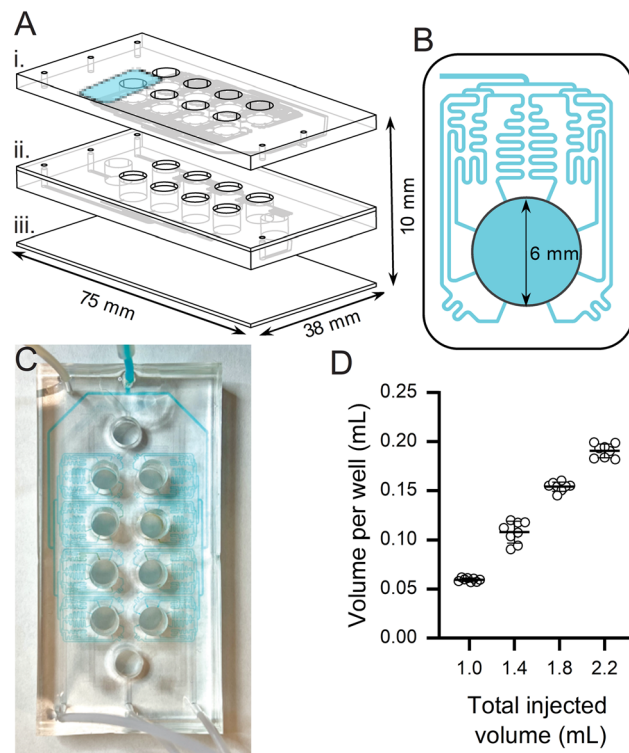 A
i.
ii.
iii.
10 mm
75 mm
38 mm
B
6 mm
C
D
Volume per well (mL)
0.25
0.20
0.15
0.10
0.05
0.00
1.0 1.4 1.8 2.2
Total injected
volume (mL)